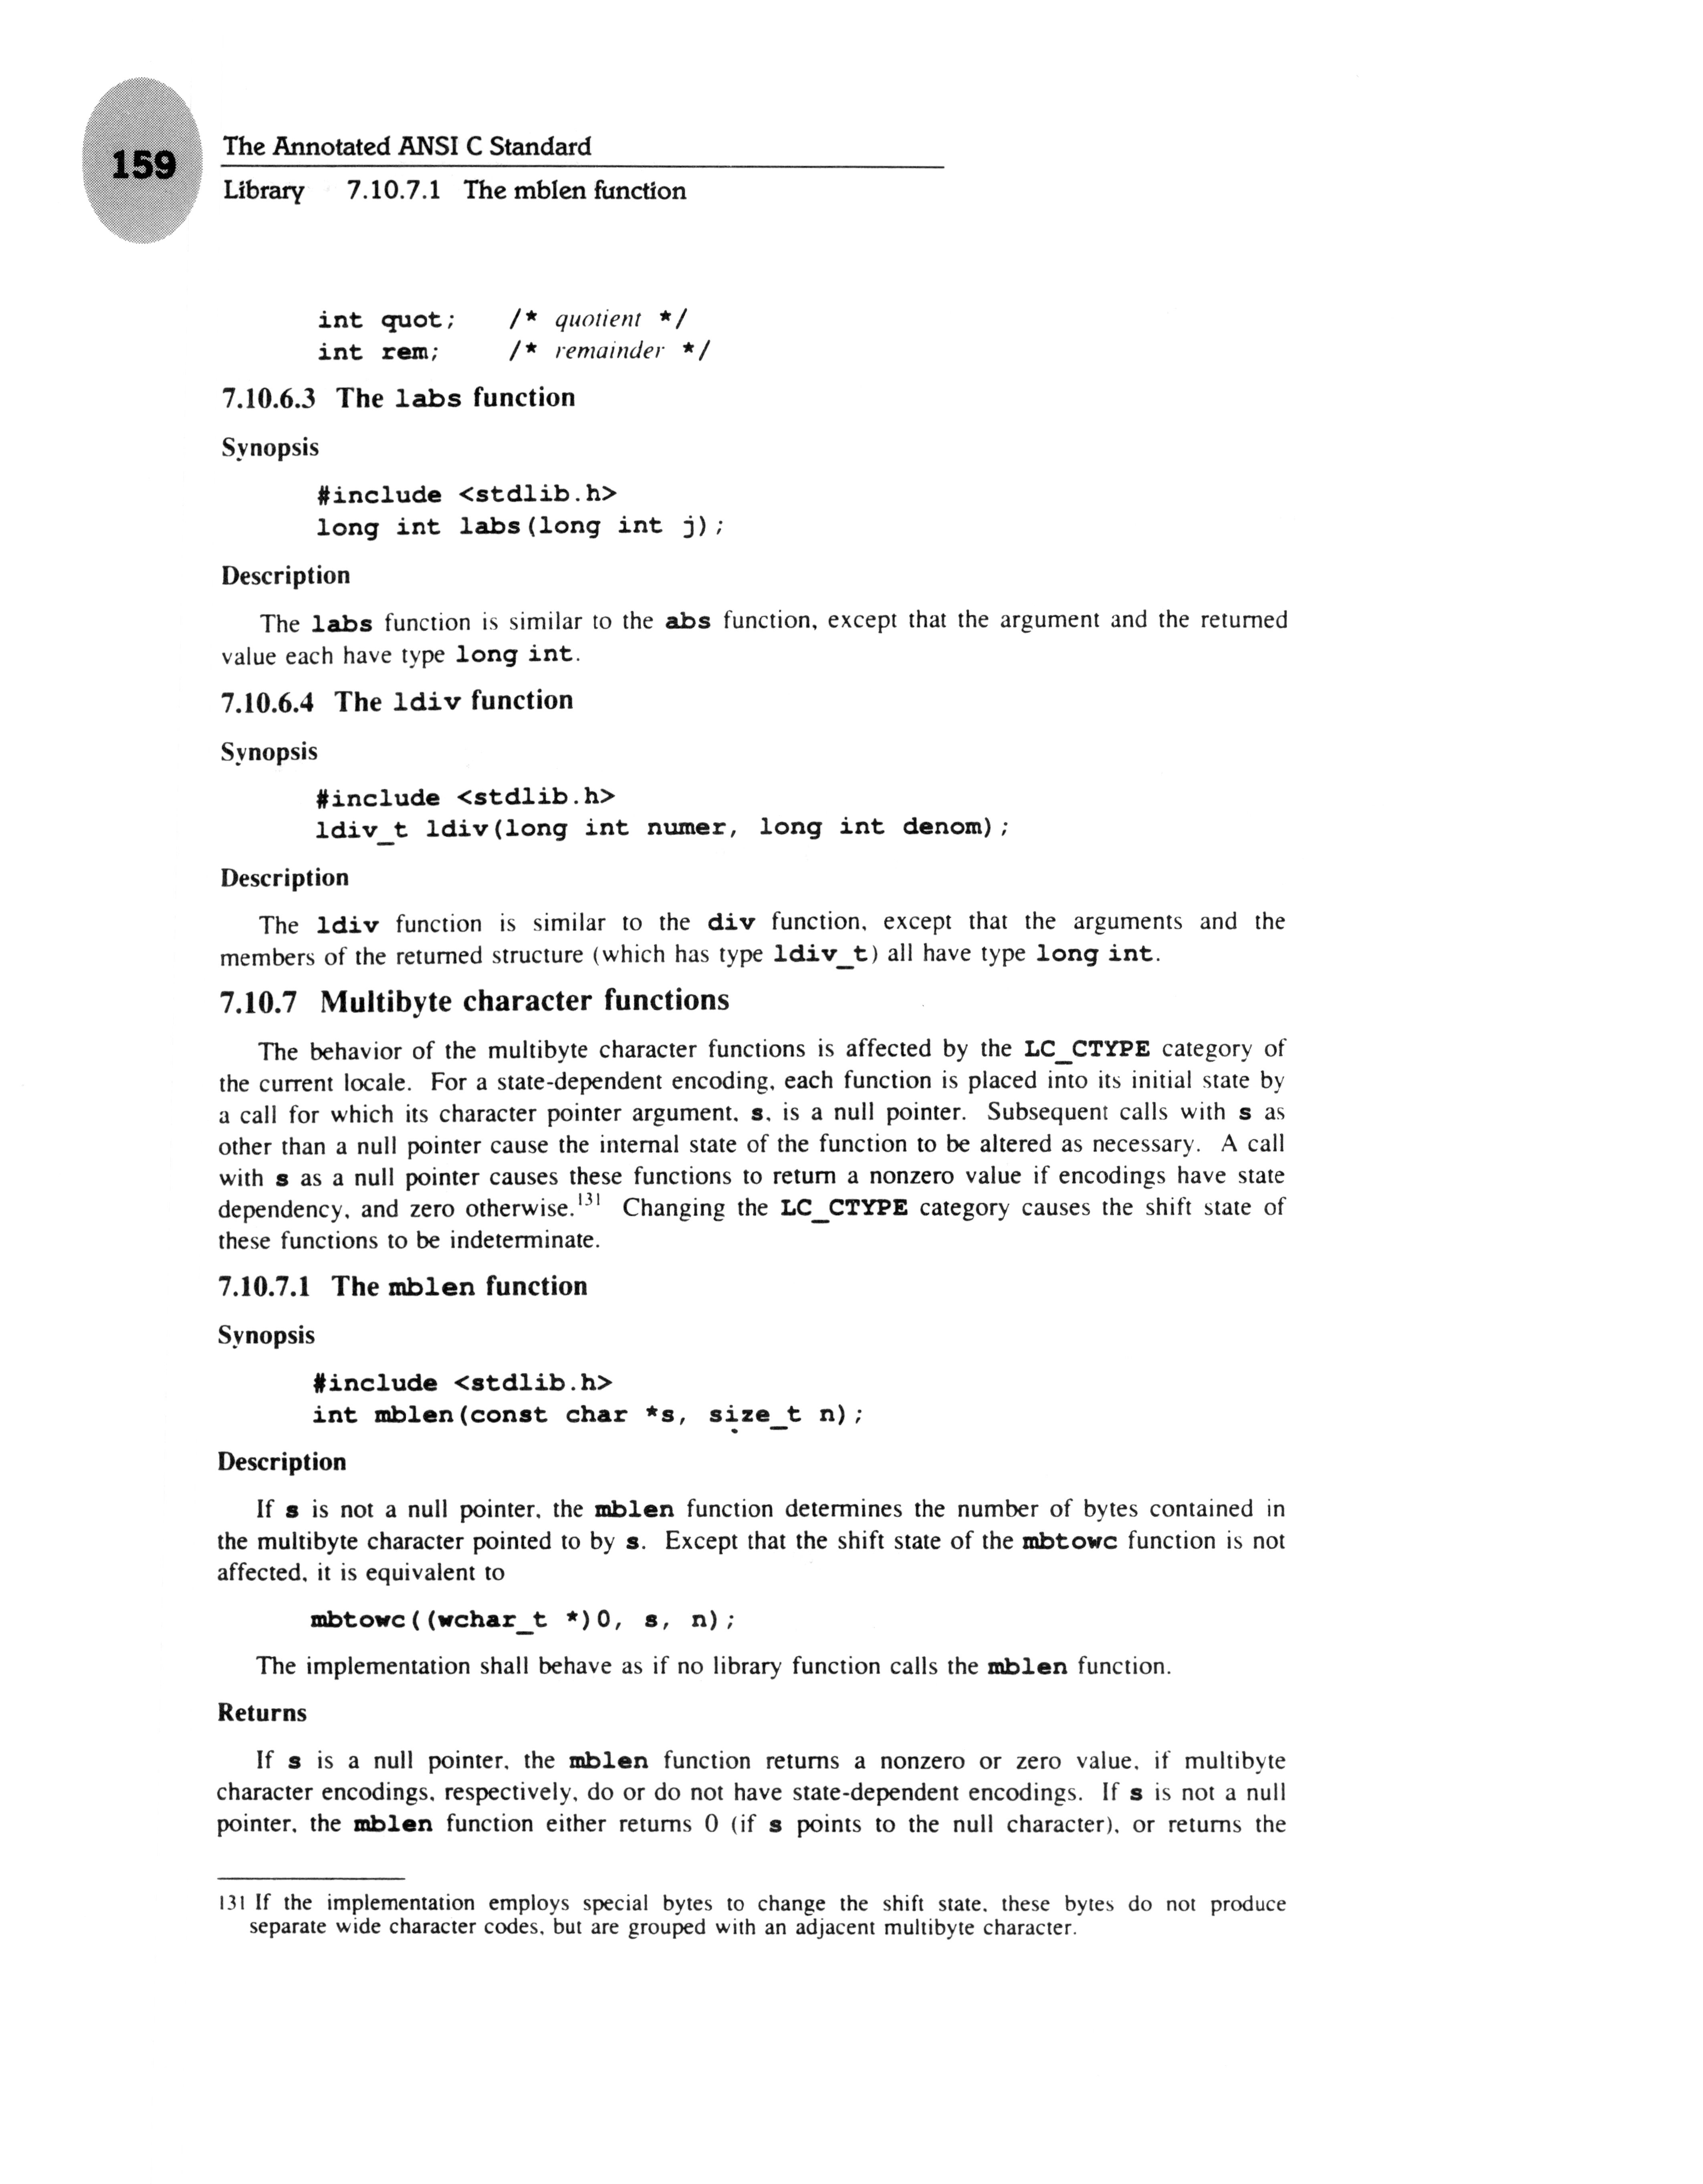 159
The Annotated ANSI C Standard
Library 7.10.7.1 The mblen function
int quot; /* quotient */
int rem; /* remainder */
7.10.6.3 The labs function
Synopsis
#include <stdlib.h>
long int labs(long int j);
Description
The labs function is similar to the abs function, except that the argument and the returned
value each have type long int.
7.10.6.4 The ldiv function
Synopsis
#include <stdlib.h>
ldiv_t ldiv(long int numer, long int denom);
Description
The ldiv function is similar to the div function, except that the arguments and the
members of the returned structure (which has type ldiv_t) all have type long int.
7.10.7 Multibyte character functions
The behavior of the multibyte character functions is affected by the LC_CTYPE category of
the current locale. For a state-dependent encoding, each function is placed into its initial state by
a call for which its character pointer argument, s, is a null pointer. Subsequent calls with s as
other than a null pointer cause the internal state of the function to be altered as necessary. A call
with s as a null pointer causes these functions to return a nonzero value if encodings have state
dependency, and zero otherwise.131 Changing the LC_CTYPE category causes the shift state of
these functions to be indeterminate.
7.10.7.1 The mblen function
Synopsis
#include <stdlib.h>
int mblen(const char *s, size_t n);
Description
If s is not a null pointer, the mblen function determines the number of bytes contained in
the multibyte character pointed to by s. Except that the shift state of the mbtowc function is not
affected, it is equivalent to
mbtowc((wchar_t *)0, s, n);
The implementation shall behave as if no library function calls the mblen function.
Returns
If s is a null pointer, the mblen function returns a nonzero or zero value, if multibyte
character encodings, respectively, do or do not have state-dependent encodings. If s is not a null
pointer, the mblen function either returns 0 (if s points to the null character), or returns the
131 If the implementation employs special bytes to change the shift state, these bytes do not produce
separate wide character codes, but are grouped with an adjacent multibyte character.